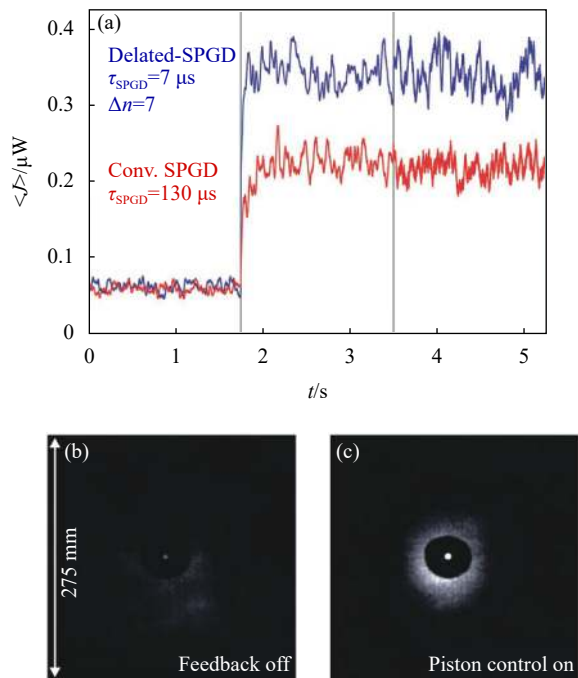 (a)
0.4
0.3
0.2
0.1
0
<J>/μW
Delated-SPGD
τSPGD=7 μs
Δn=7
Conv. SPGD
τSPGD=130 μs
0 1 2 3 4 5
t/s
(b)
275 mm
Feedback off
(c)
Piston control on